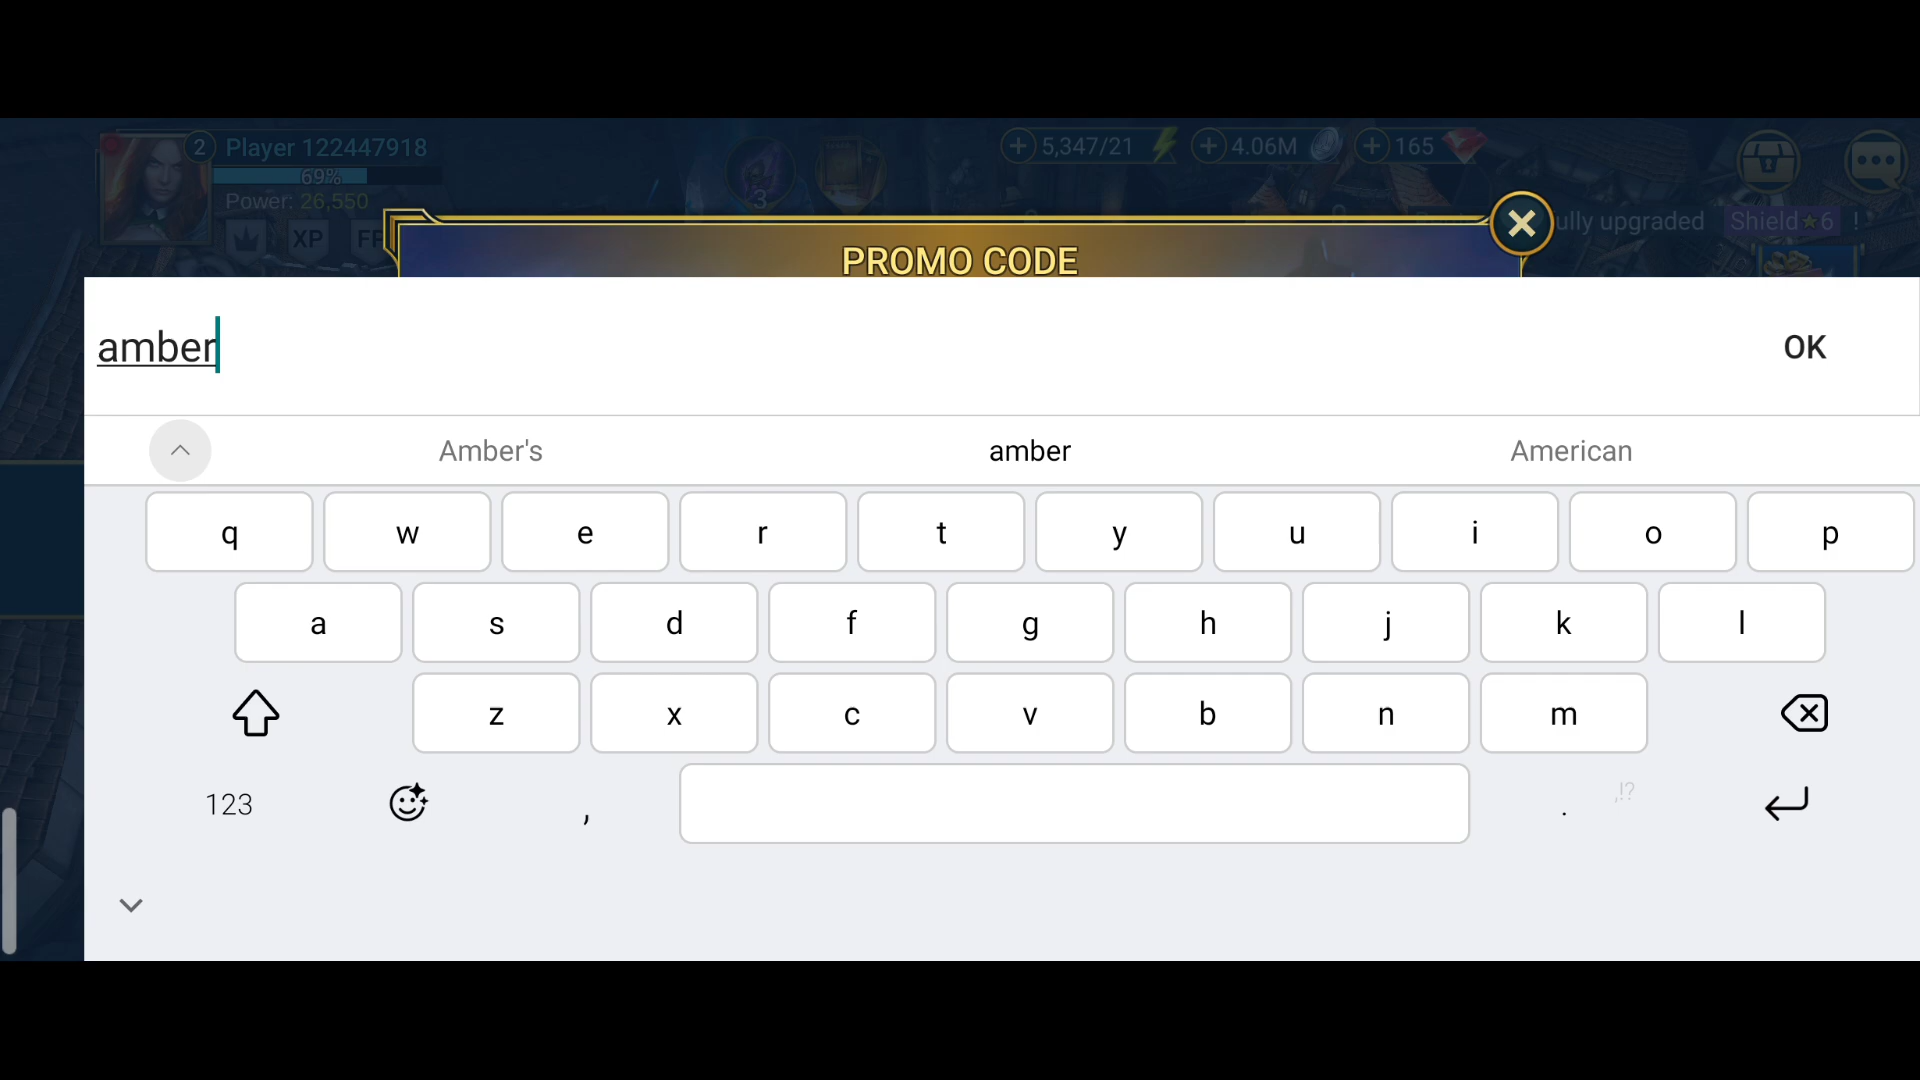 2 Player 122447918
69%
Power: 26,550
XP
3
5,347/21
4.06M
165
ully upgraded Shield★6 !
PROMO CODE
amber
OK
Amber's amber American
q w e r t y u i o p
a s d f g h j k l
z x c v b n m
123 , . ,!?